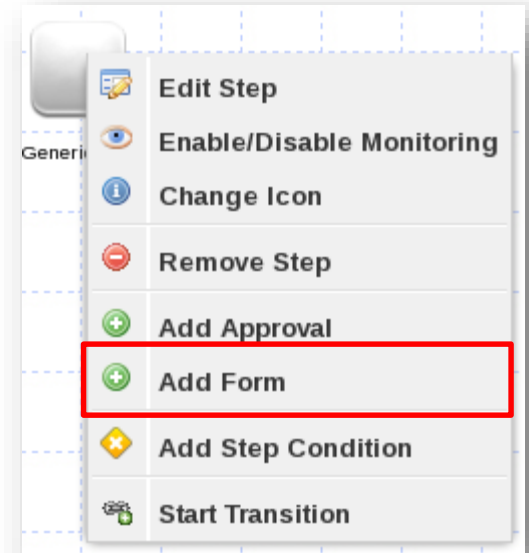 Edit Step
Generi
Enable/Disable Monitoring
Change Icon
Remove Step
Add Approval
Add Form
Add Step Condition
Start Transition